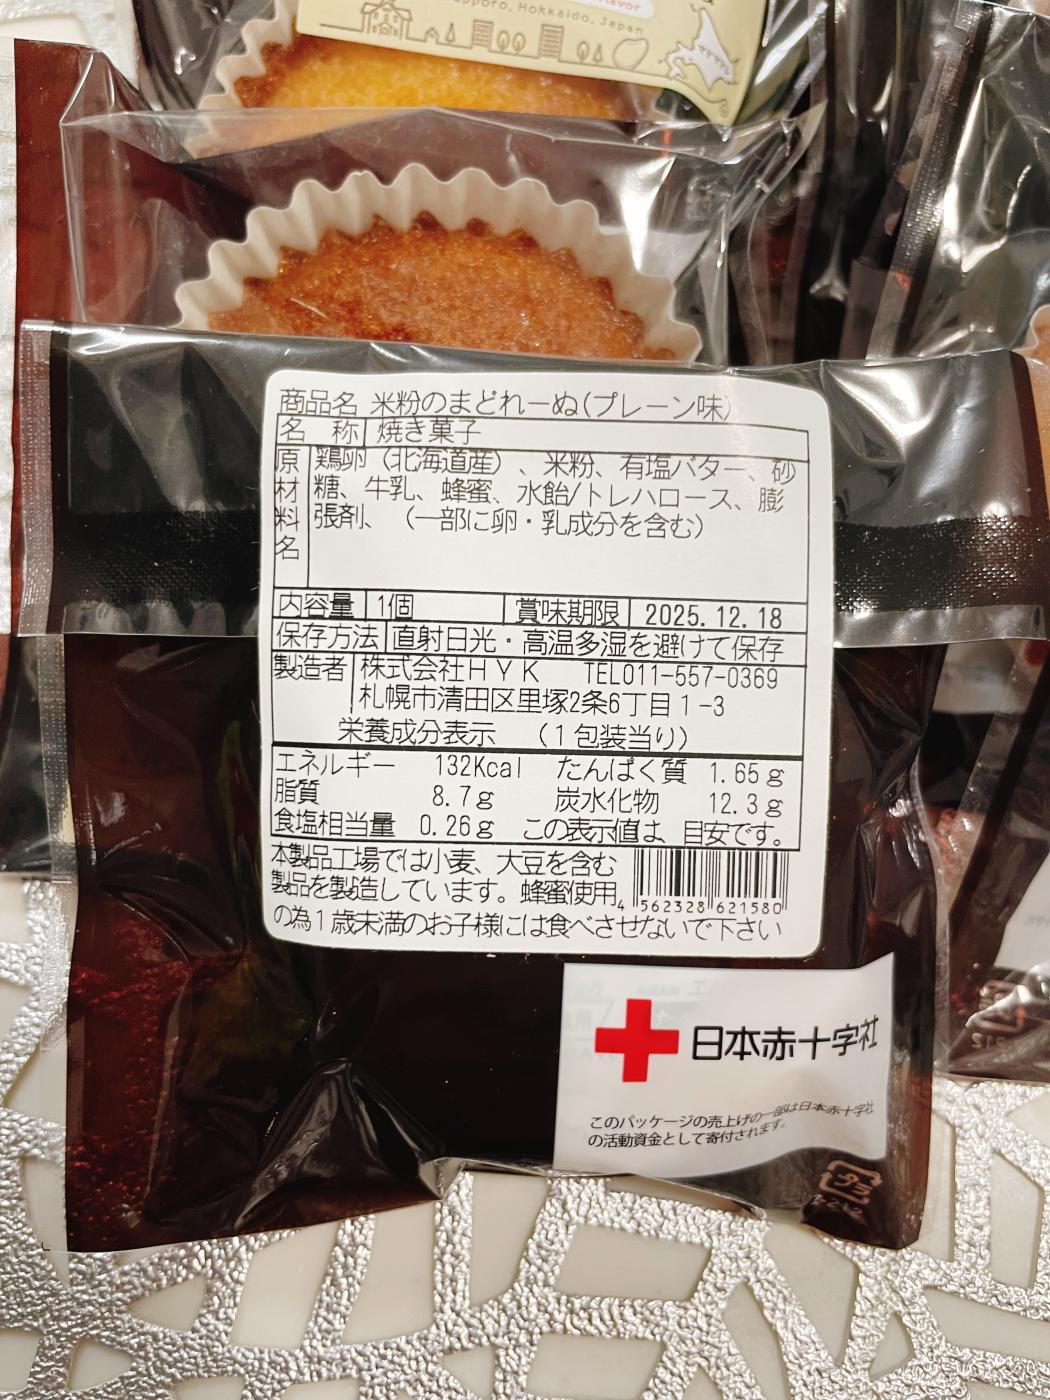 Sapporo, Hokkaido, Japan
商品名 米粉のまどれーぬ(プレーン味)
名 称 焼き菓子
原材料名 鶏卵(北海道産)、米粉、有塩バター、砂
糖、牛乳、蜂蜜、水飴/トレハロース、膨
張剤、(一部に卵・乳成分を含む)
内容量 1個 賞味期限 2025.12.18
保存方法 直射日光・高温多湿を避けて保存
製造者 株式会社HYK TEL011-557-0369
札幌市清田区里塚2条6丁目1-3
栄養成分表示 (1包装当り)
エネルギー 132Kcal たんぱく質 1.65g
脂質 8.7g 炭水化物 12.3g
食塩相当量 0.26g この表示値は、目安です。
本製品工場では小麦、大豆を含む
製品を製造しています。蜂蜜使用
4 562328 621580
の為1歳未満のお子様には食べさせないで下さい
日本赤十字社
このパッケージの売上げの一部は日本赤十字社
の活動資金として寄付されます。
プラ